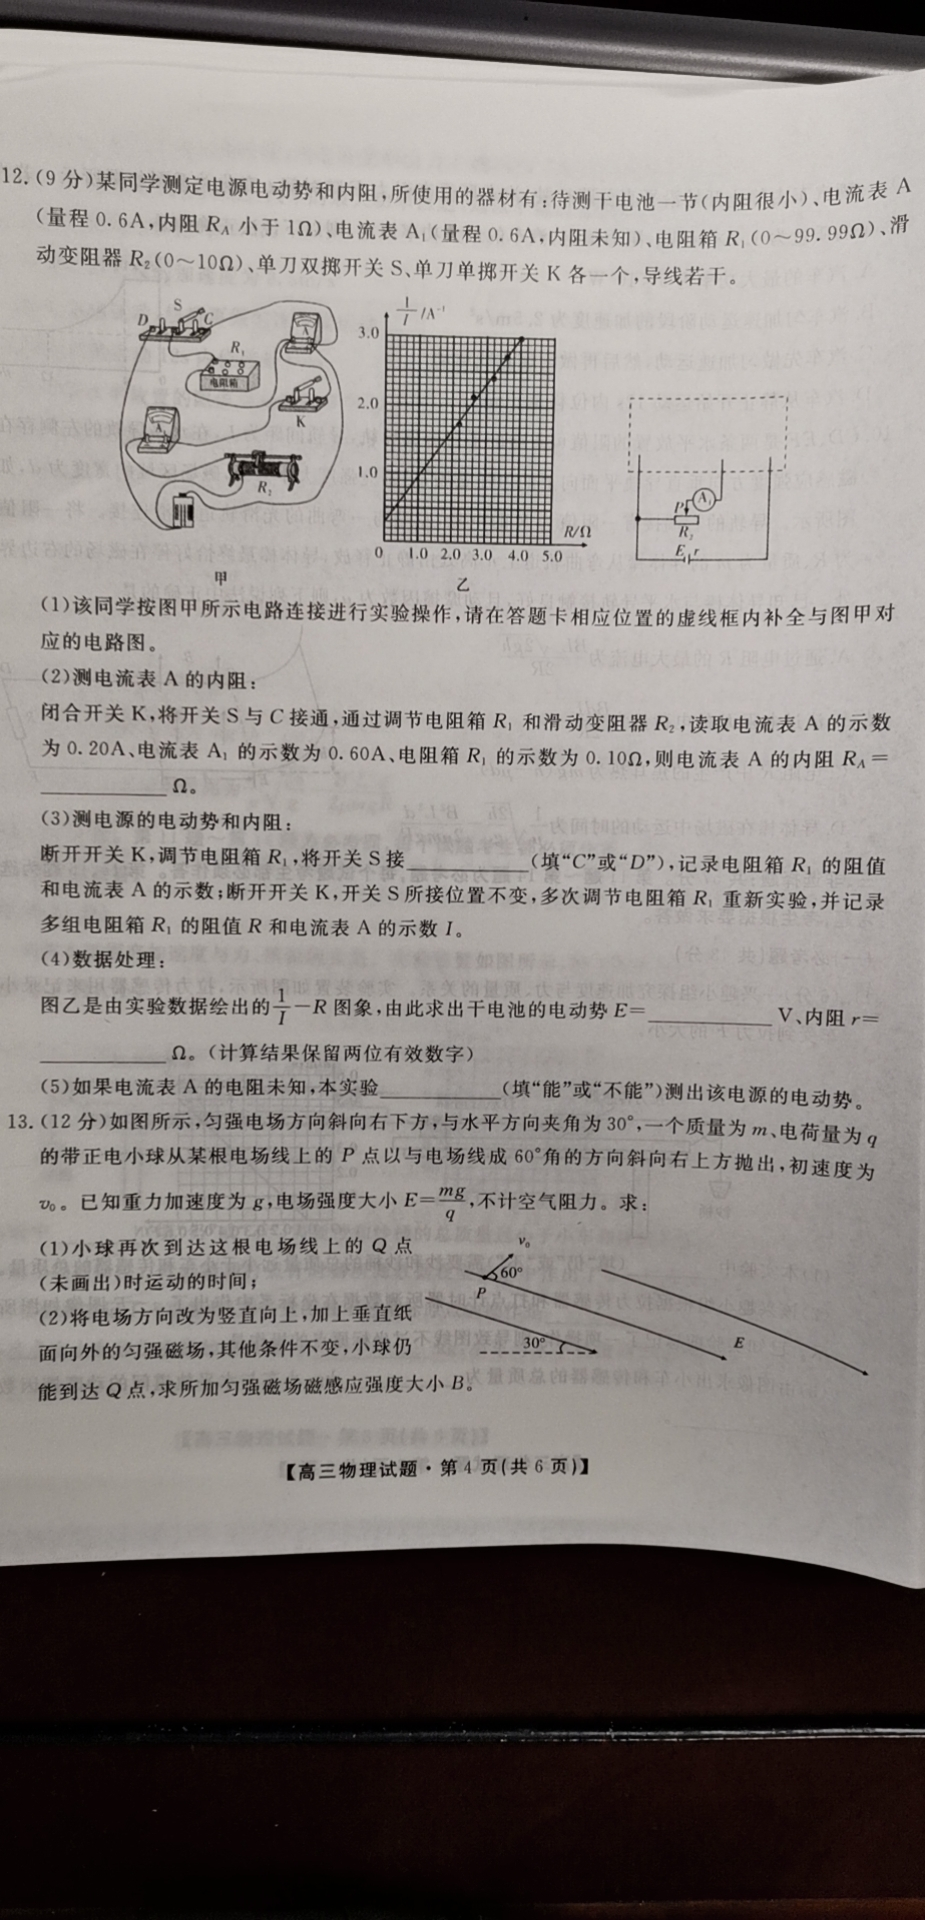 12.(9分)某同学测定电源电动势和内阻,所使用的器材有:待测干电池一节(内阻很小)、电流表A
(量程0.6A,内阻RA小于1Ω)、电流表A₁(量程0.6A,内阻未知)、电阻箱R₁(0～99.99Ω)、滑
动变阻器R₂(0～10Ω)、单刀双掷开关S、单刀单掷开关K各一个,导线若干。
S
D
C
R₁
电阻箱
A
K
A₁
R₂
甲
1/I /A⁻¹
3.0
2.0
1.0
R/Ω
0 1.0 2.0 3.0 4.0 5.0
乙
A₁
P
R₂
E r
(1)该同学按图甲所示电路连接进行实验操作,请在答题卡相应位置的虚线框内补全与图甲对
应的电路图。
(2)测电流表A的内阻:
闭合开关K,将开关S与C接通,通过调节电阻箱R₁和滑动变阻器R₂,读取电流表A的示数
为0.20A、电流表A₁的示数为0.60A、电阻箱R₁的示数为0.10Ω,则电流表A的内阻RA=
________Ω。
(3)测电源的电动势和内阻:
断开开关K,调节电阻箱R₁,将开关S接________(填“C”或“D”),记录电阻箱R₁的阻值
和电流表A的示数;断开开关K,开关S所接位置不变,多次调节电阻箱R₁重新实验,并记录
多组电阻箱R₁的阻值R和电流表A的示数I。
(4)数据处理:
图乙是由实验数据绘出的1/I－R图象,由此求出干电池的电动势E=________V、内阻r=
________Ω。(计算结果保留两位有效数字)
(5)如果电流表A的电阻未知,本实验________(填“能”或“不能”)测出该电源的电动势。
13.(12分)如图所示,匀强电场方向斜向右下方,与水平方向夹角为30°,一个质量为m、电荷量为q
的带正电小球从某根电场线上的P点以与电场线成60°角的方向斜向右上方抛出,初速度为
v₀。已知重力加速度为g,电场强度大小E=mg/q,不计空气阻力。求:
(1)小球再次到达这根电场线上的Q点
(未画出)时运动的时间;
(2)将电场方向改为竖直向上,加上垂直纸
面向外的匀强磁场,其他条件不变,小球仍
能到达Q点,求所加匀强磁场磁感应强度大小B。
v₀
60°
P
30°
E
【高三物理试题·第4页(共6页)】